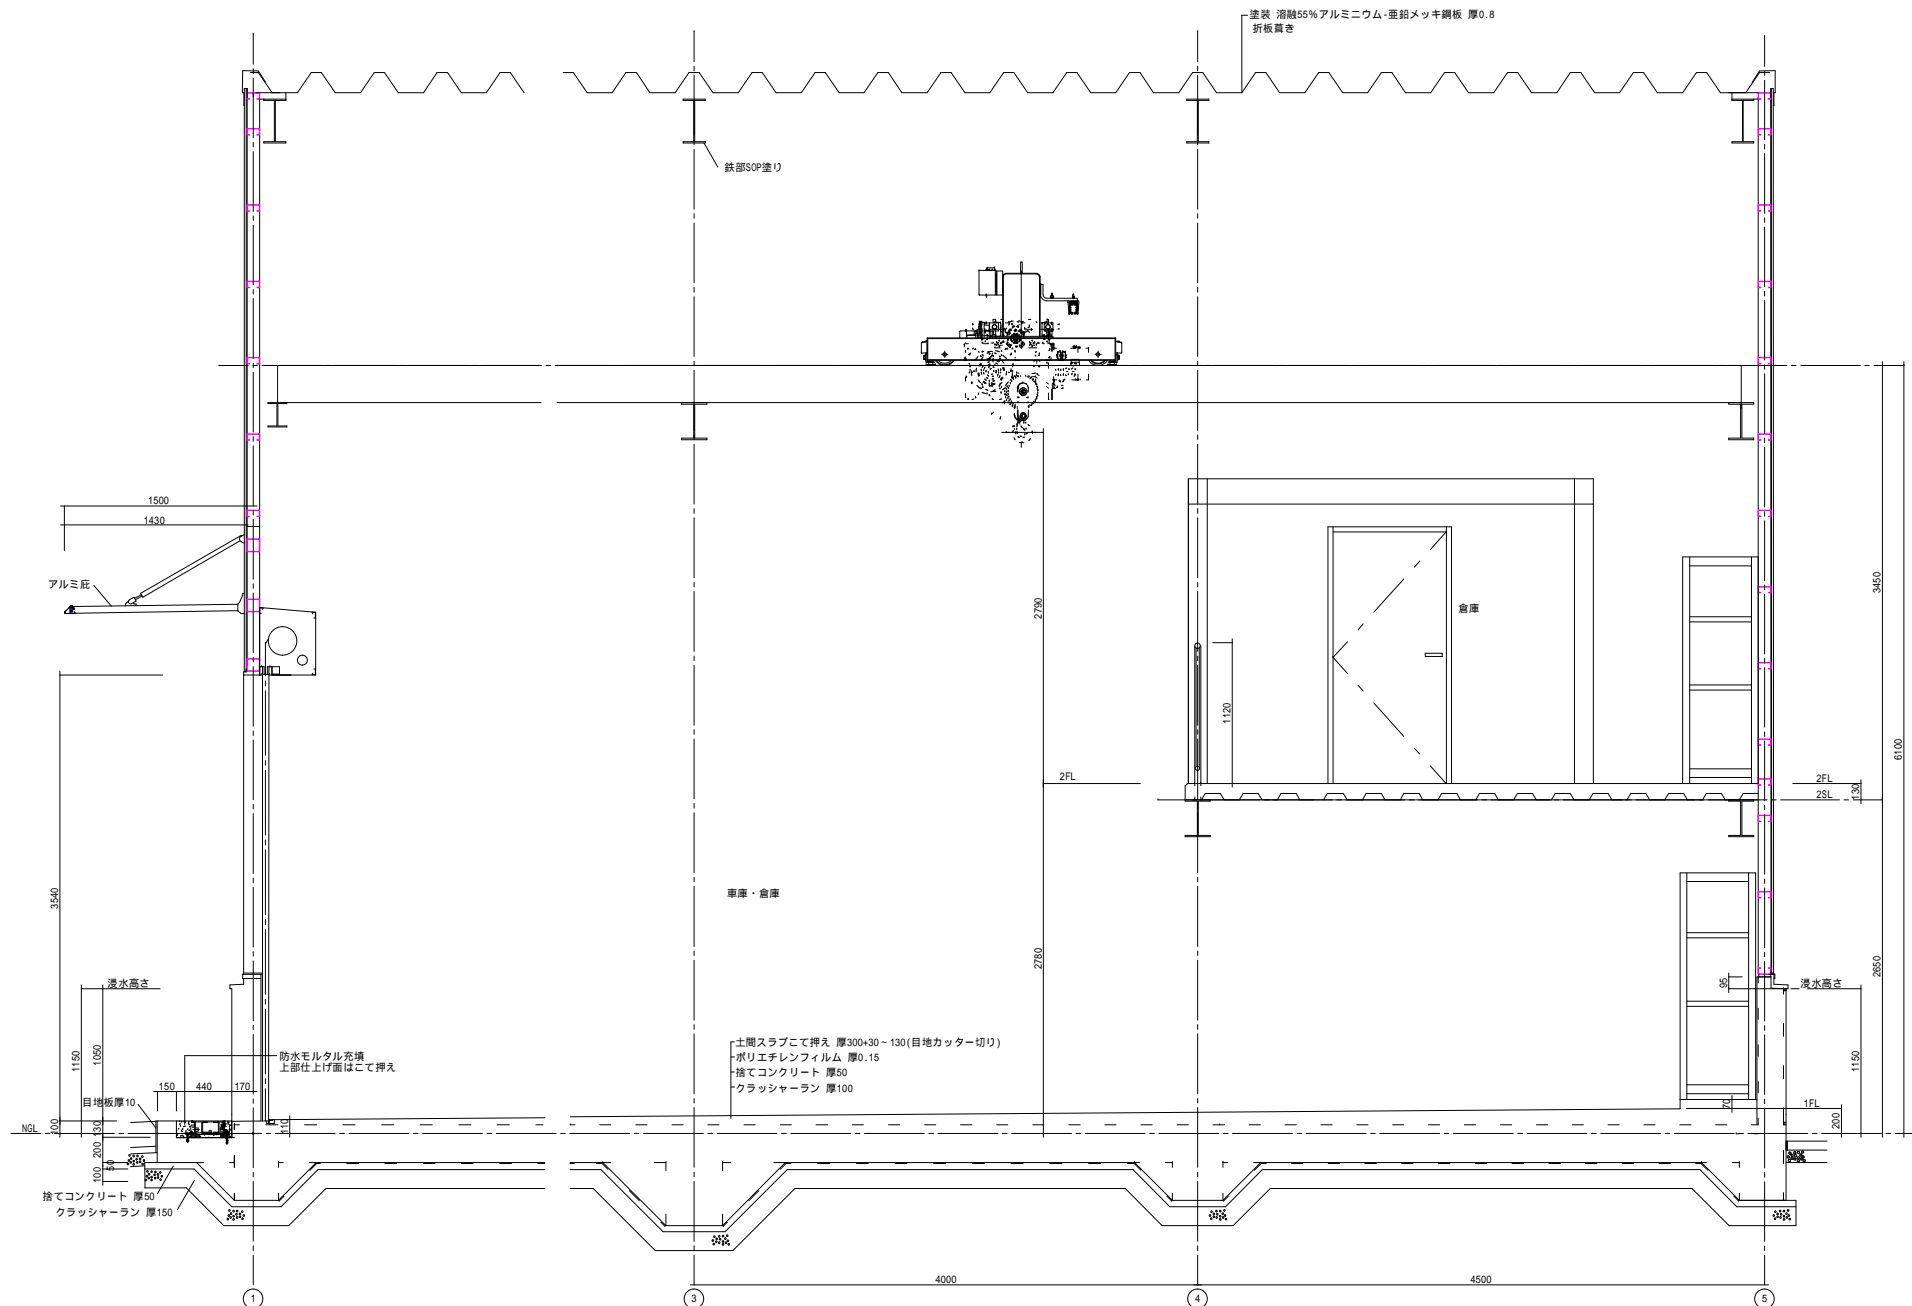 塗装 溶融55%アルミニウム-亜鉛メッキ鋼板 厚0.8
折板葺き
鉄部SOP塗り
1500
1430
アルミ庇
3450
2790
倉庫
1120
6100
2FL
2FL
2SL
130
3540
車庫・倉庫
2780
2650
95
浸水高さ
浸水高さ
1150
1050
1150
防水モルタル充填
上部仕上げ面はこて押え
土間スラブこて押え 厚300+30~130(目地カッター切り)
ポリエチレンフィルム 厚0.15
捨てコンクリート 厚50
クラッシャーラン 厚100
150
440
170
目地板厚10
70
1FL
NGL
100
130
110
200
200
50
100
捨てコンクリート 厚50
クラッシャーラン 厚150
4000
4500
1
3
4
5